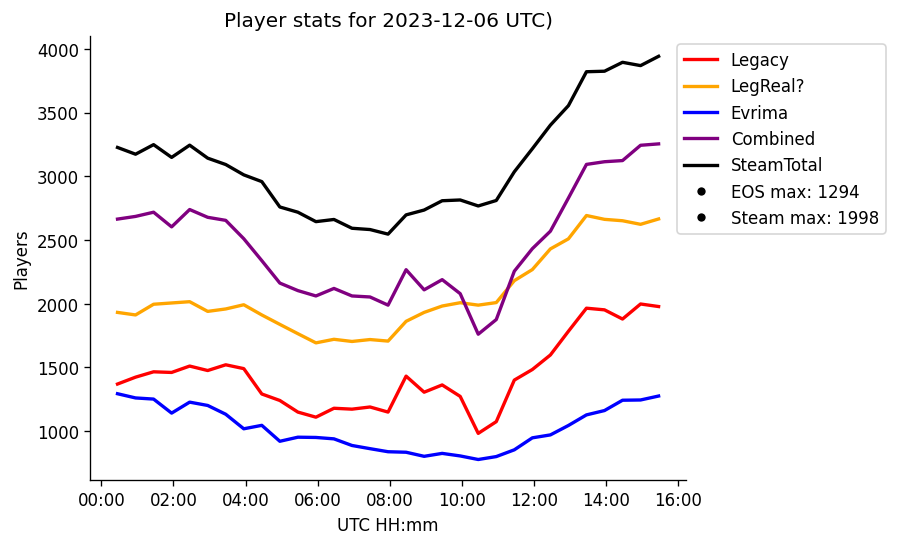 Player stats for 2023-12-06 UTC)
4000
3500
3000
2500
2000
1500
1000
Players
00:00 02:00 04:00 06:00 08:00 10:00 12:00 14:00 16:00
UTC HH:mm
Legacy
LegReal?
Evrima
Combined
SteamTotal
EOS max: 1294
Steam max: 1998